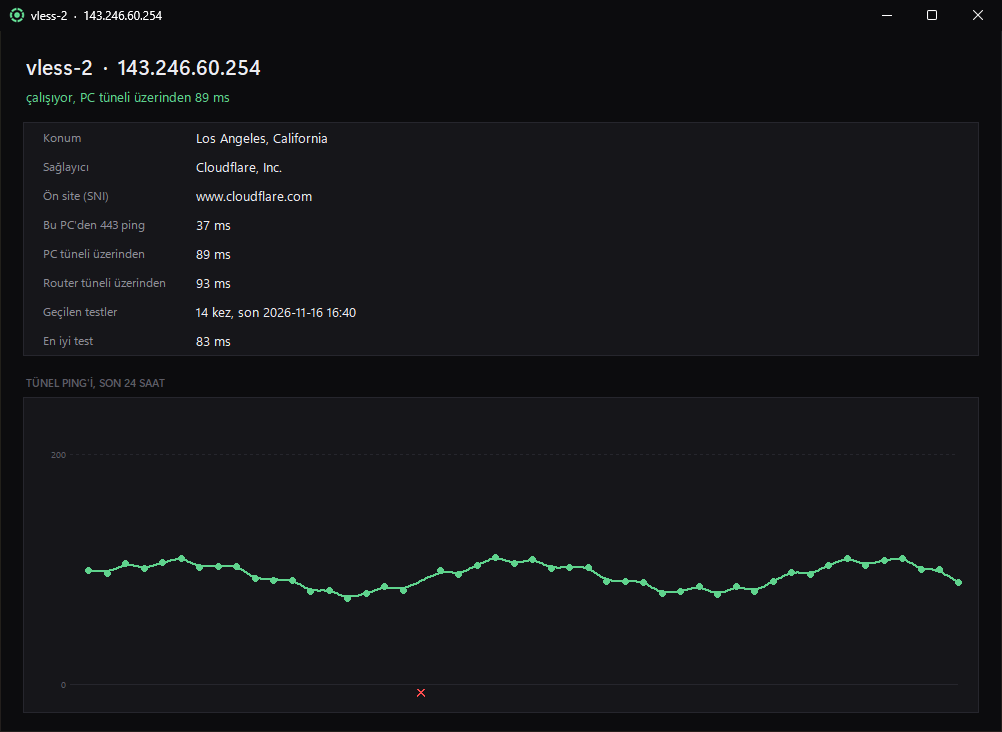 vless-2 · 143.246.60.254
vless-2 · 143.246.60.254
çalışıyor, PC tüneli üzerinden 89 ms
Konum Los Angeles, California
Sağlayıcı Cloudflare, Inc.
Ön site (SNI) www.cloudflare.com
Bu PC'den 443 ping 37 ms
PC tüneli üzerinden 89 ms
Router tüneli üzerinden 93 ms
Geçilen testler 14 kez, son 2026-11-16 16:40
En iyi test 83 ms
TÜNEL PING'İ, SON 24 SAAT
200
0